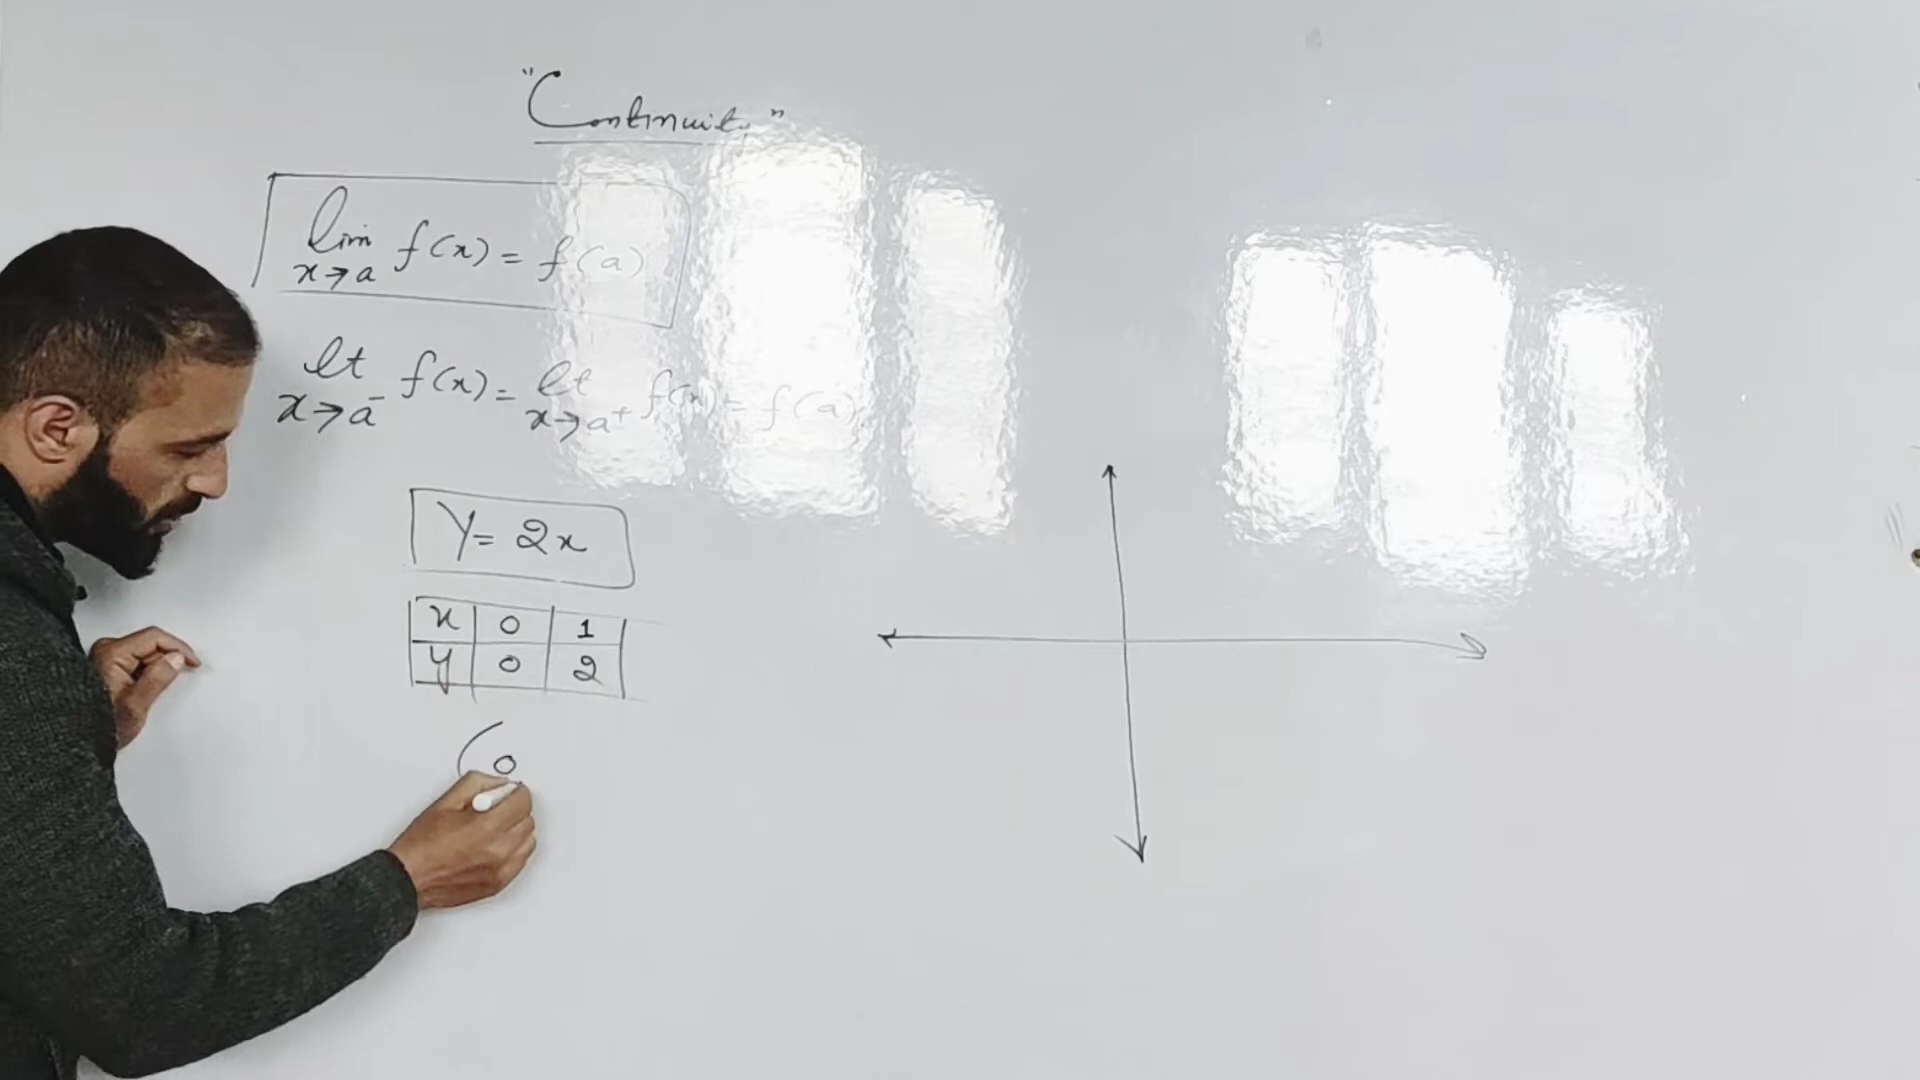 "Continuity"
lim f(x) = f(a)
x→a
lt f(x) = lt f(x) = f(a)
x→a⁻ x→a⁺
Y = 2x
x 0 1
y 0 2
(0